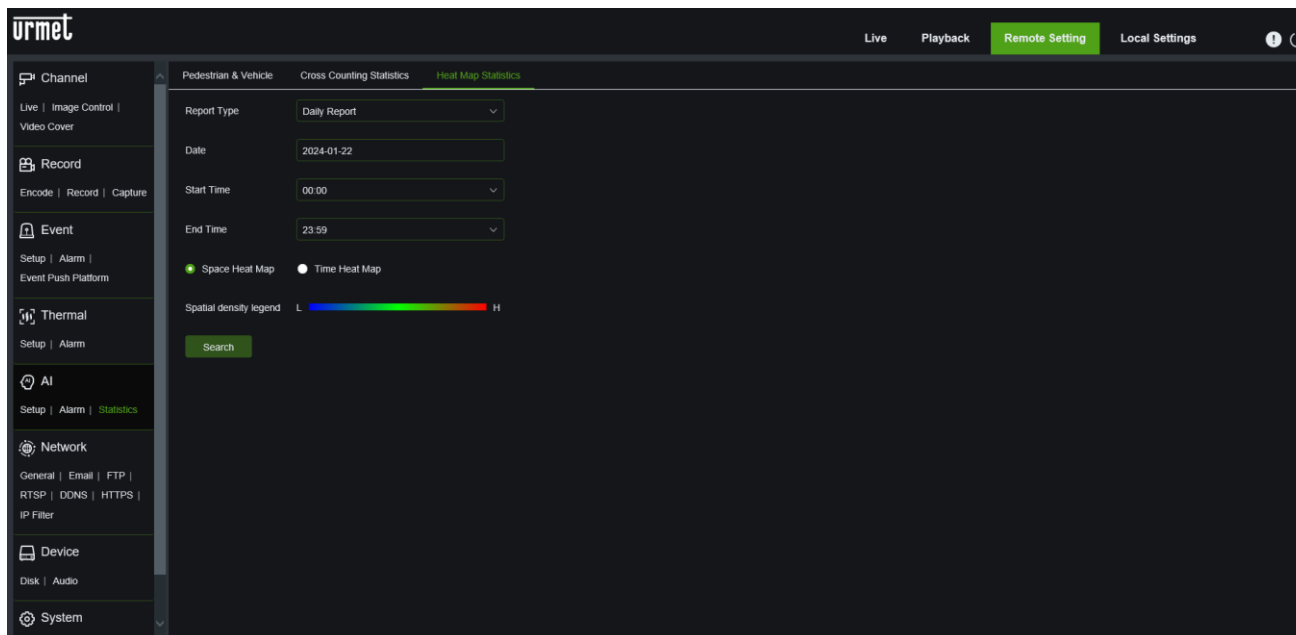 urmet
Live Playback Remote Setting Local Settings
Channel
Live | Image Control |
Video Cover
Record
Encode | Record | Capture
Event
Setup | Alarm |
Event Push Platform
Thermal
Setup | Alarm
AI
Setup | Alarm | Statistics
Network
General | Email | FTP |
RTSP | DDNS | HTTPS |
IP Filter
Device
Disk | Audio
System
Pedestrian & Vehicle Cross Counting Statistics Heat Map Statistics
Report Type Daily Report
Date 2024-01-22
Start Time 00:00
End Time 23:59
Space Heat Map Time Heat Map
Spatial density legend L H
Search